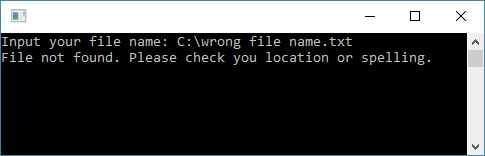 Input your file name: C:\wrong file name.txt
File not found. Please check you location or spelling.